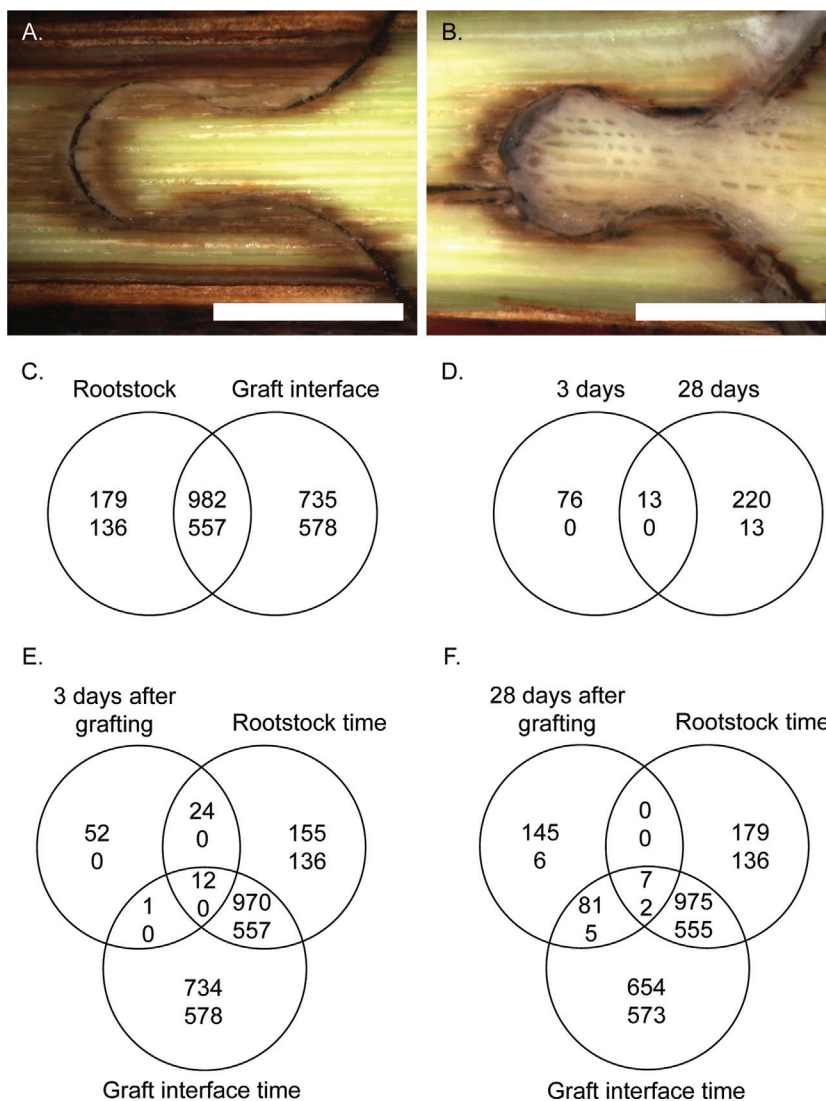 A.
B.
C.
Rootstock
Graft interface
179
136
982
557
735
578
D.
3 days
28 days
76
0
13
0
220
13
E.
3 days after
grafting
Rootstock time
52
0
24
0
155
136
12
0
1
0
970
557
734
578
Graft interface time
F.
28 days after
grafting
Rootstock time
145
6
0
0
179
136
7
2
81
5
975
555
654
573
Graft interface time